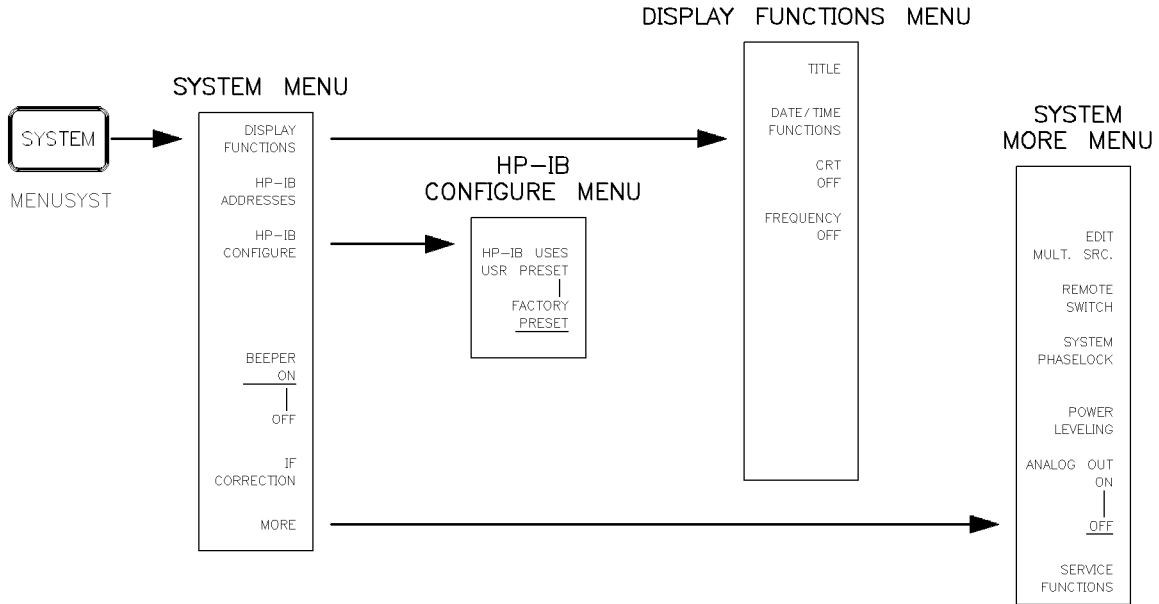 SYSTEM
MENUSYST
SYSTEM MENU
DISPLAY
FUNCTIONS
HP-IB
ADDRESSES
HP-IB
CONFIGURE
BEEPER
ON
OFF
IF
CORRECTION
MORE
HP-IB
CONFIGURE MENU
HP-IB USES
USR PRESET
FACTORY
PRESET
DISPLAY FUNCTIONS MENU
TITLE
DATE/TIME
FUNCTIONS
CRT
OFF
FREQUENCY
OFF
SYSTEM
MORE MENU
EDIT
MULT. SRC.
REMOTE
SWITCH
SYSTEM
PHASELOCK
POWER
LEVELING
ANALOG OUT
ON
OFF
SERVICE
FUNCTIONS